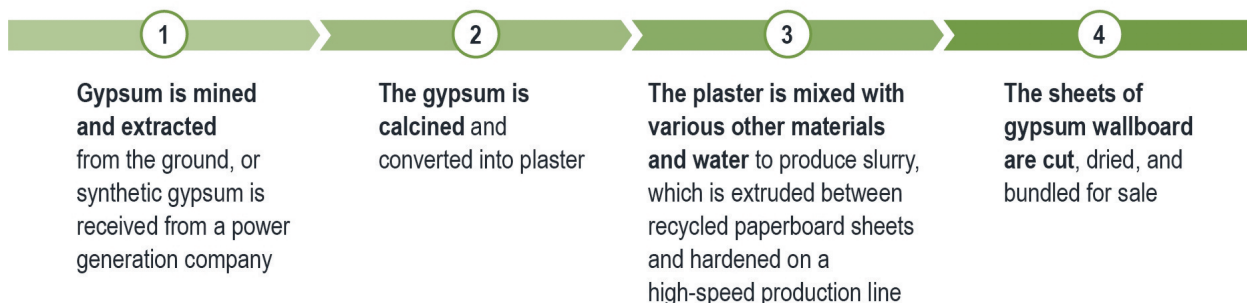 1
Gypsum is mined
and extracted
from the ground, or
synthetic gypsum is
received from a power
generation company
2
The gypsum is
calcined and
converted into plaster
3
The plaster is mixed with
various other materials
and water to produce slurry,
which is extruded between
recycled paperboard sheets
and hardened on a
high-speed production line
4
The sheets of
gypsum wallboard
are cut, dried, and
bundled for sale